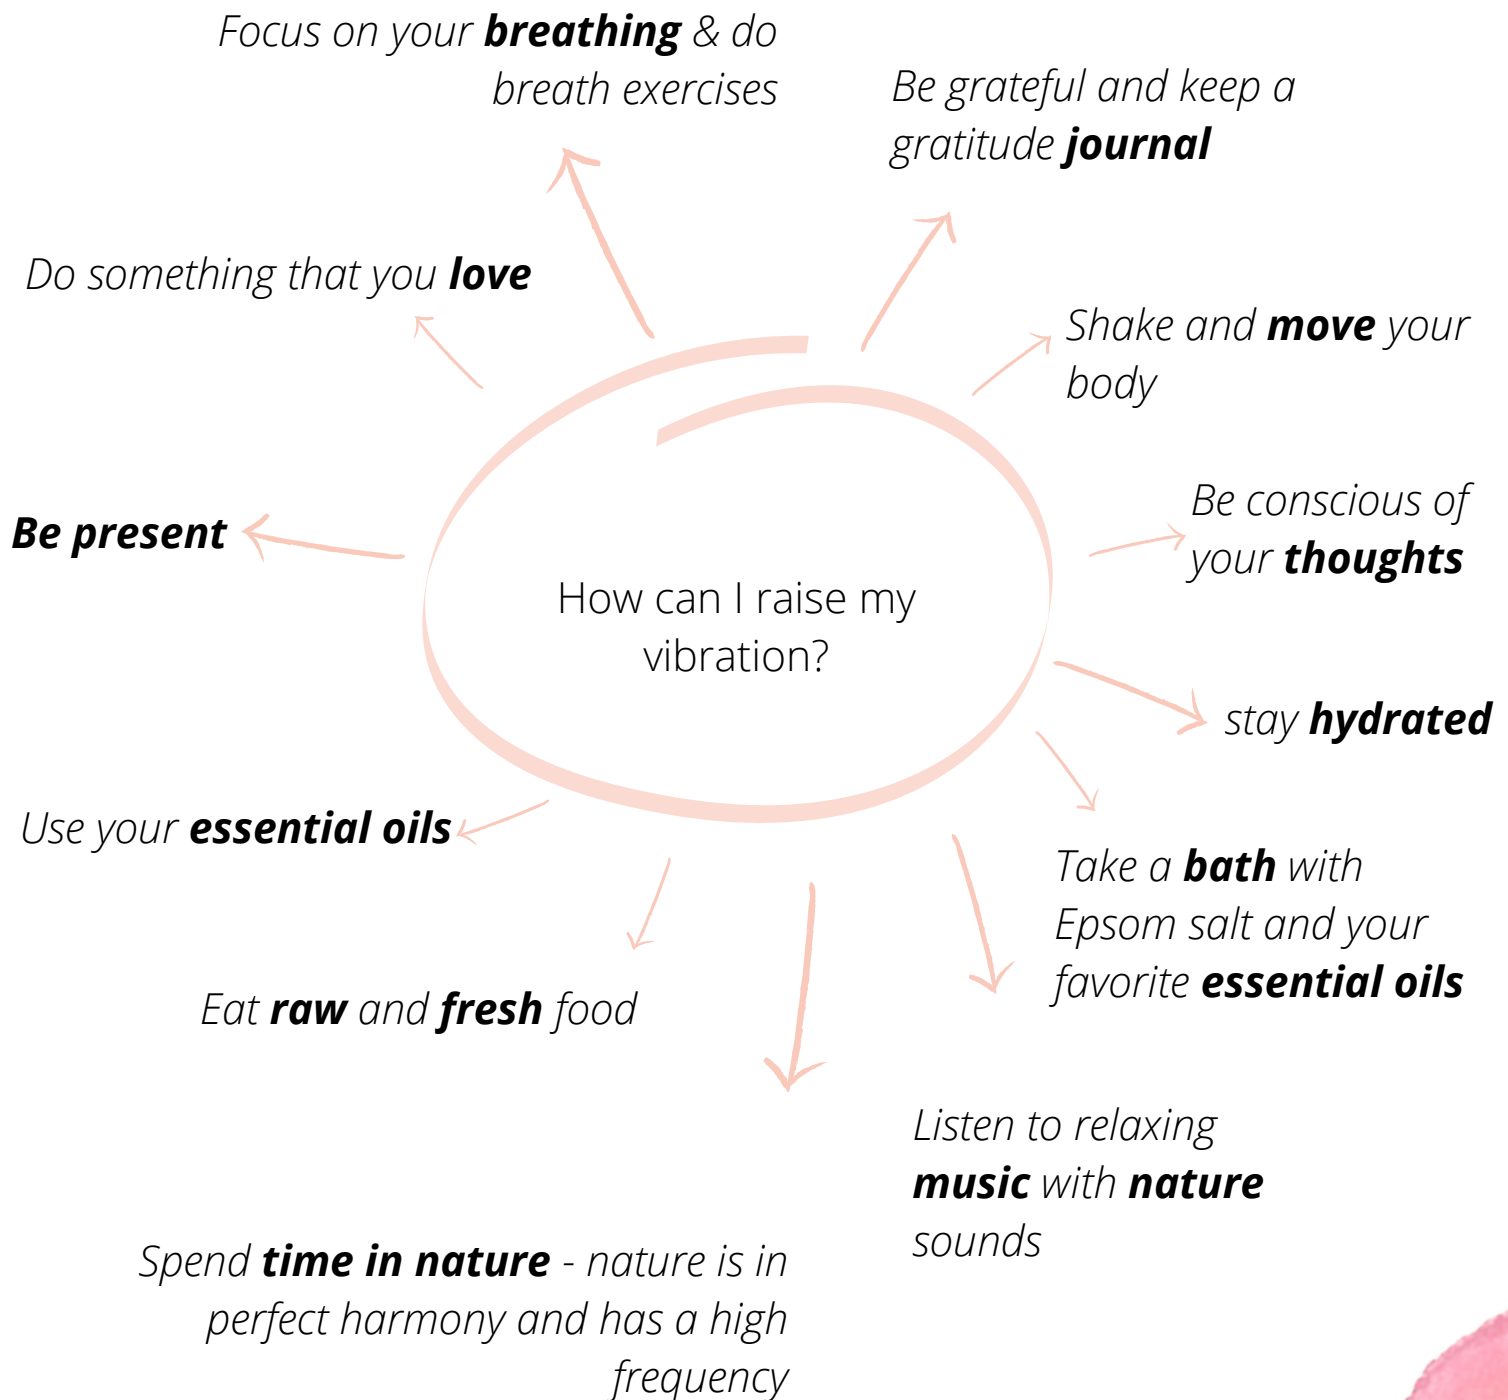 Focus on your breathing & do
breath exercises
Be grateful and keep a
gratitude journal
Do something that you love
Shake and move your
body
Be present
Be conscious of
your thoughts
How can I raise my
vibration?
stay hydrated
Use your essential oils
Take a bath with
Epsom salt and your
favorite essential oils
Eat raw and fresh food
Listen to relaxing
music with nature
sounds
Spend time in nature - nature is in
perfect harmony and has a high
frequency